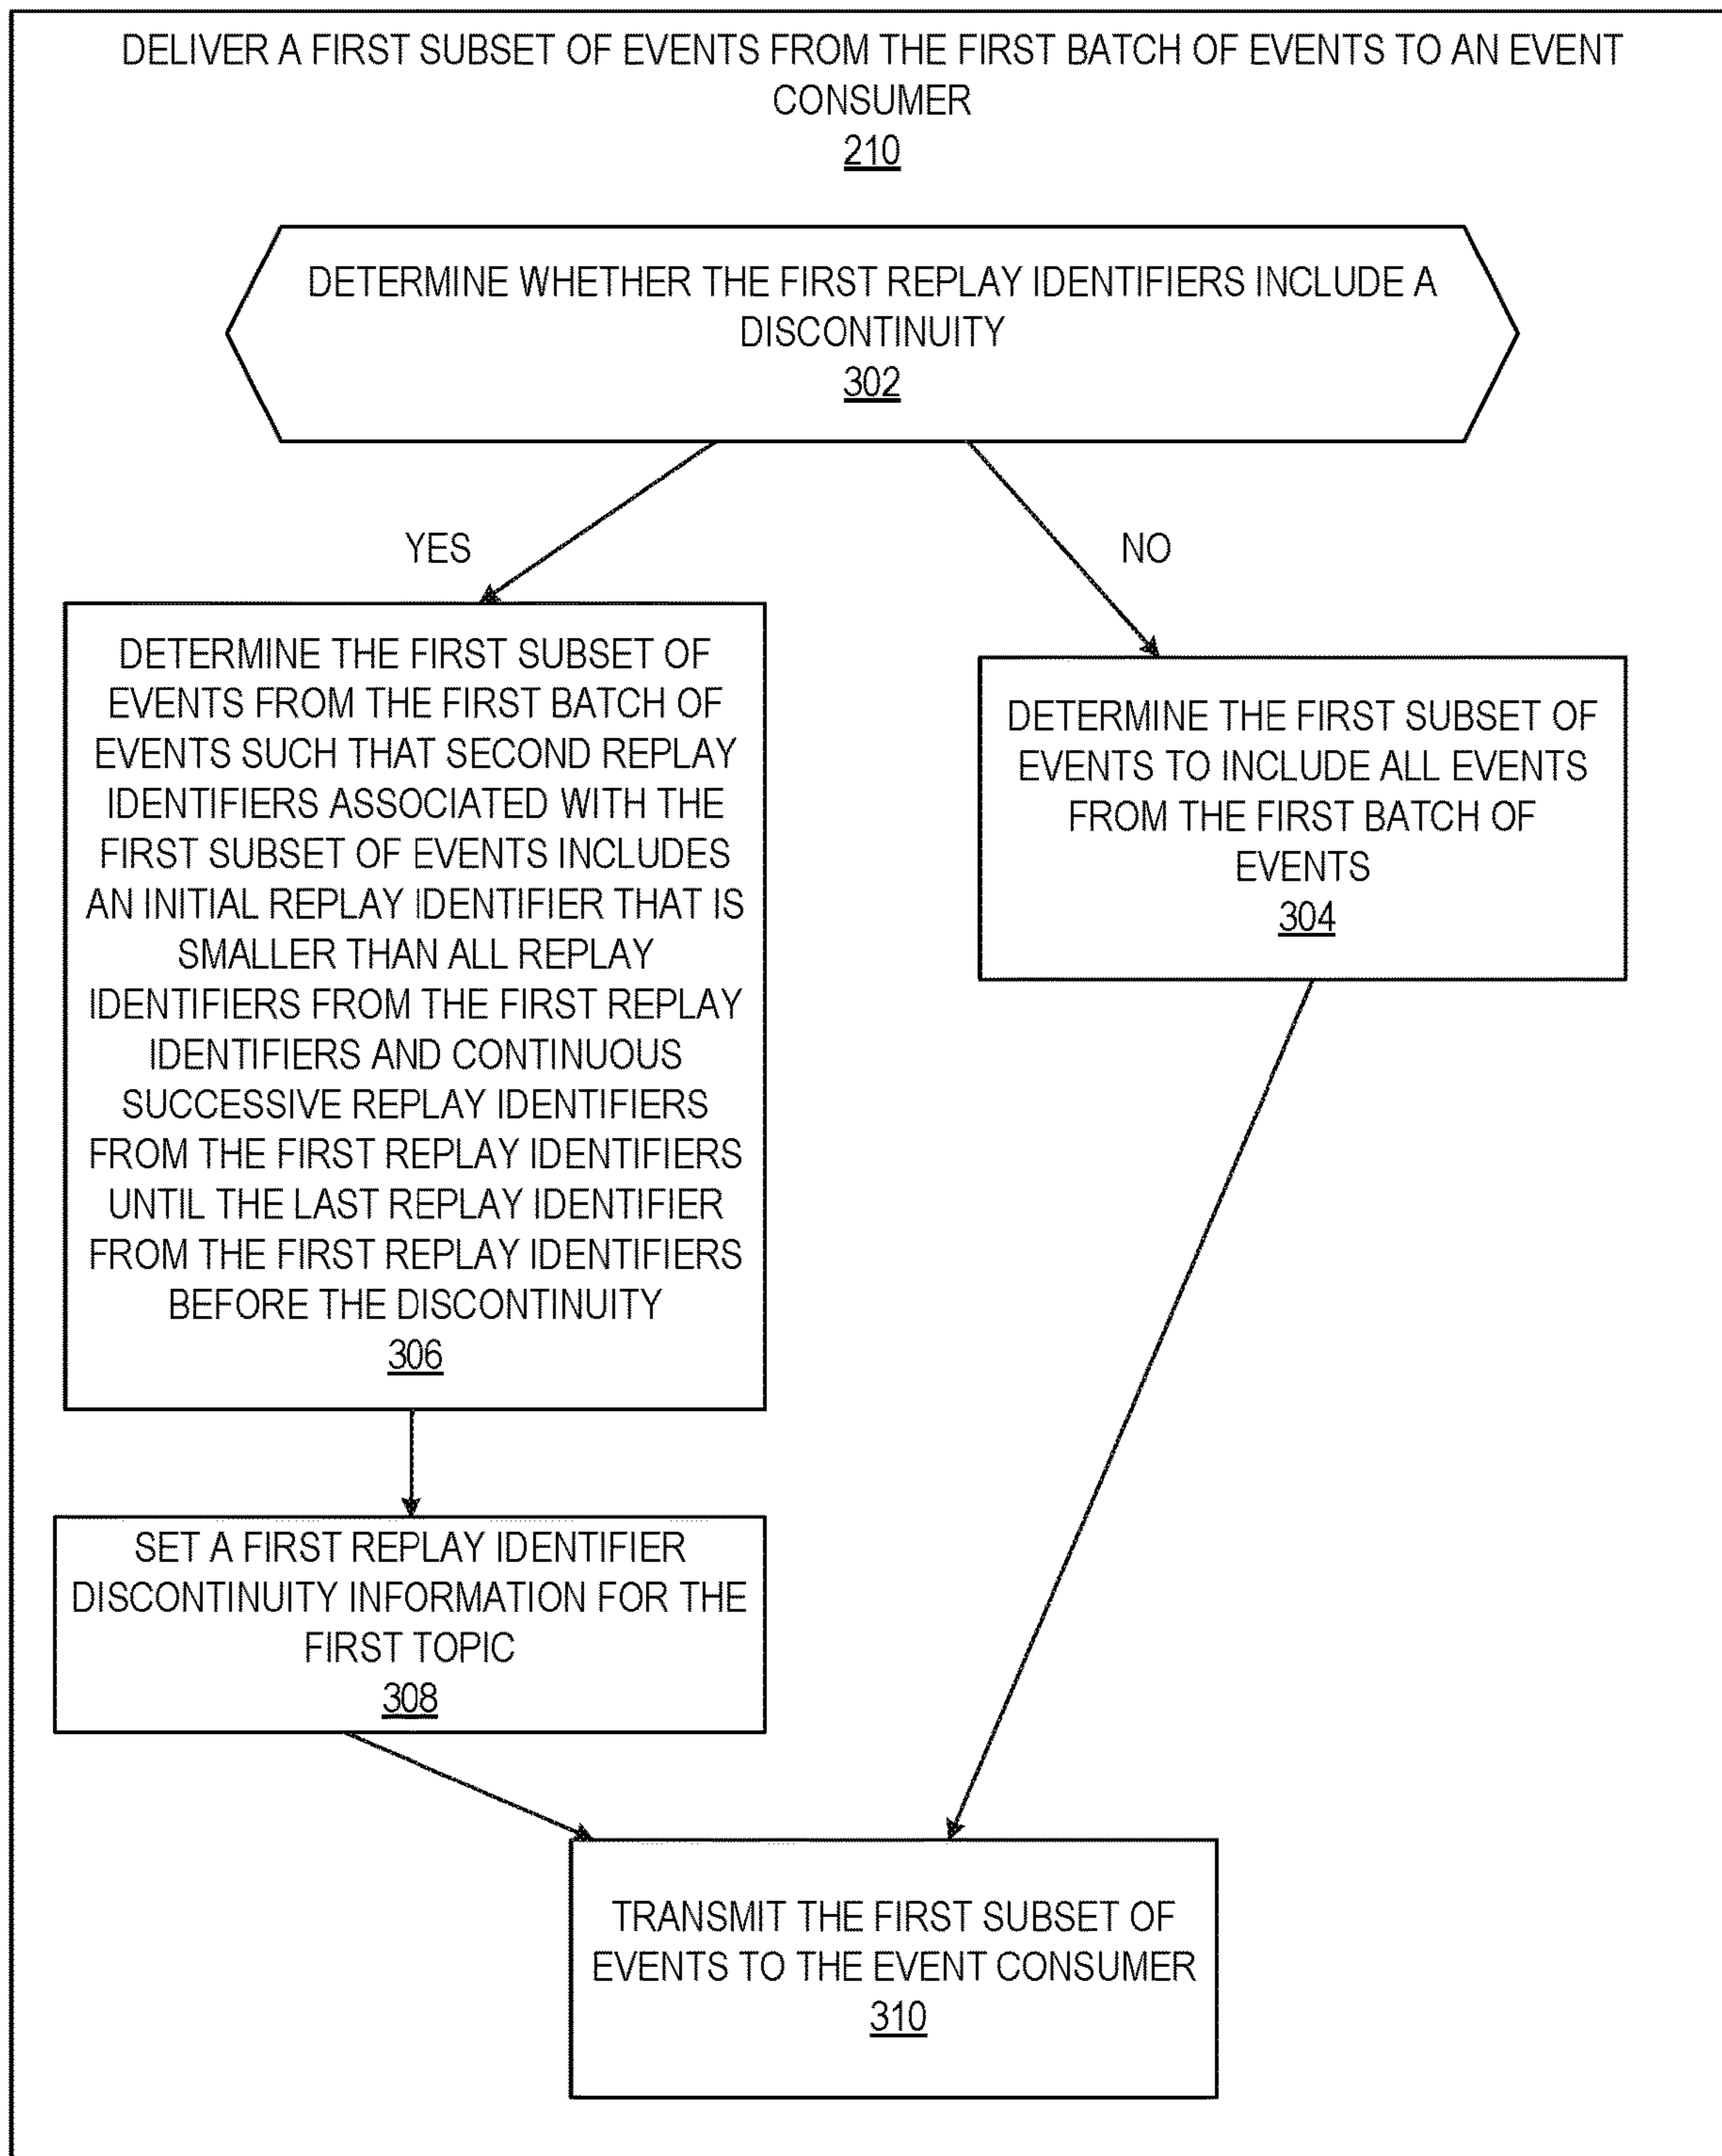 DELIVER A FIRST SUBSET OF EVENTS FROM THE FIRST BATCH OF EVENTS TO AN EVENT
CONSUMER
210
DETERMINE WHETHER THE FIRST REPLAY IDENTIFIERS INCLUDE A
DISCONTINUITY
302
YES
NO
DETERMINE THE FIRST SUBSET OF
EVENTS FROM THE FIRST BATCH OF
EVENTS SUCH THAT SECOND REPLAY
IDENTIFIERS ASSOCIATED WITH THE
FIRST SUBSET OF EVENTS INCLUDES
AN INITIAL REPLAY IDENTIFIER THAT IS
SMALLER THAN ALL REPLAY
IDENTIFIERS FROM THE FIRST REPLAY
IDENTIFIERS AND CONTINUOUS
SUCCESSIVE REPLAY IDENTIFIERS
FROM THE FIRST REPLAY IDENTIFIERS
UNTIL THE LAST REPLAY IDENTIFIER
FROM THE FIRST REPLAY IDENTIFIERS
BEFORE THE DISCONTINUITY
306
DETERMINE THE FIRST SUBSET OF
EVENTS TO INCLUDE ALL EVENTS
FROM THE FIRST BATCH OF
EVENTS
304
SET A FIRST REPLAY IDENTIFIER
DISCONTINUITY INFORMATION FOR THE
FIRST TOPIC
308
TRANSMIT THE FIRST SUBSET OF
EVENTS TO THE EVENT CONSUMER
310